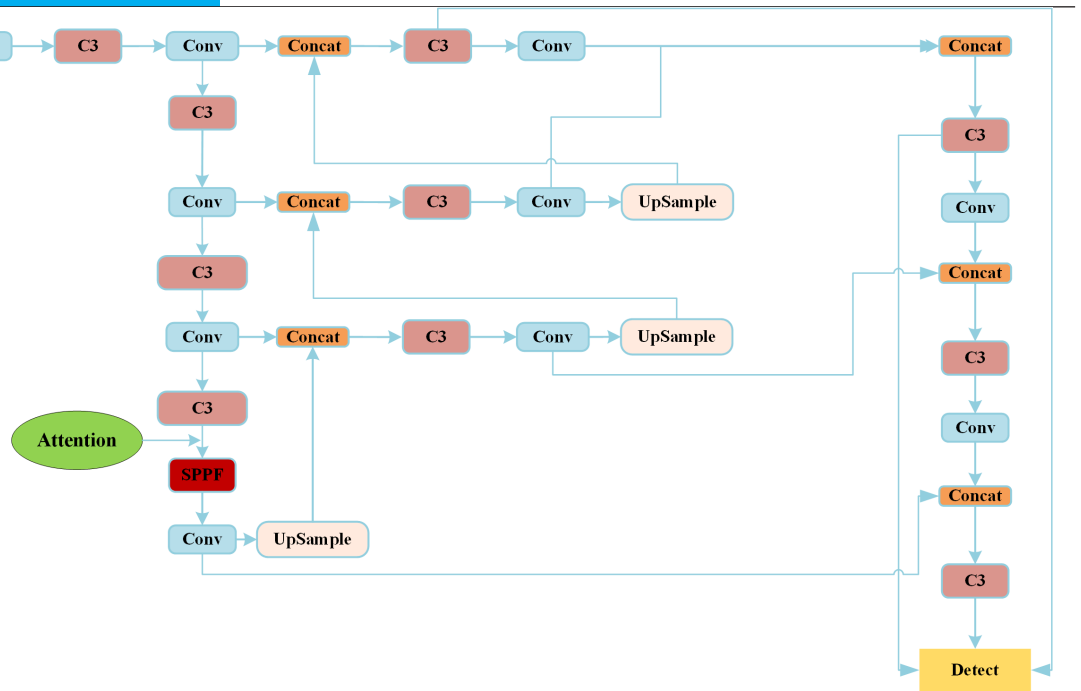 C3 Conv Concat C3 Conv Concat
C3 C3
Conv Concat C3 Conv UpSample Conv
C3 Concat
Conv Concat C3 Conv UpSample C3
C3 Conv
Attention
SPPF Concat
Conv UpSample C3
Detect